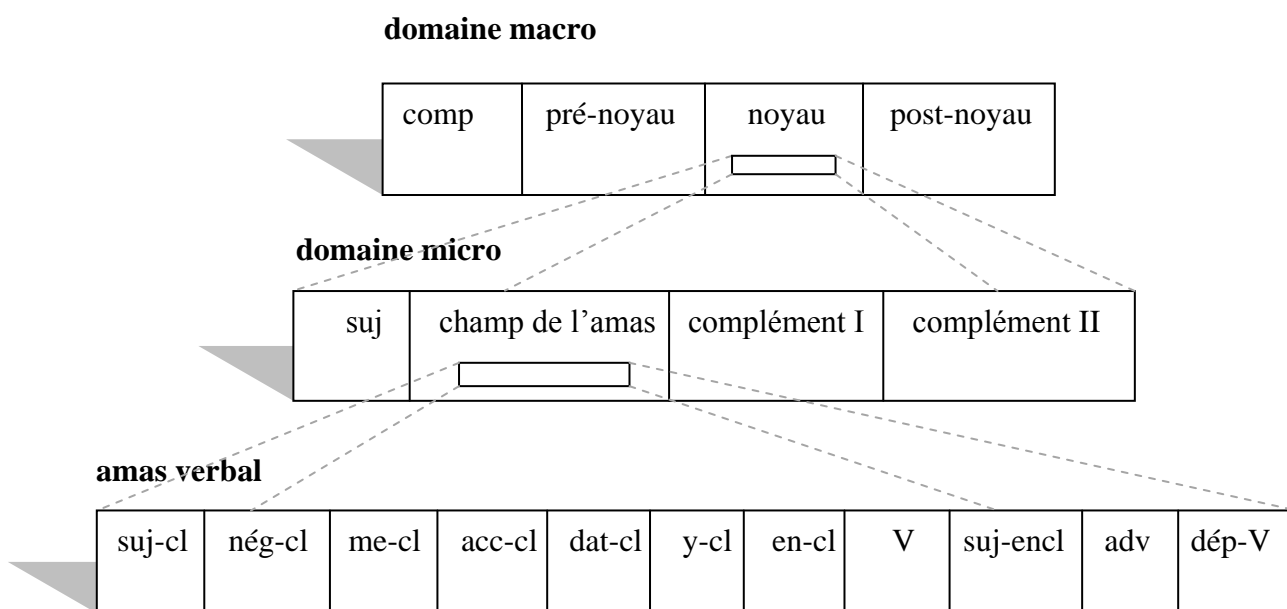 domaine macro
comp pré-noyau noyau post-noyau
domaine micro
suj champ de l’amas complément I complément II
amas verbal
suj-cl nég-cl me-cl acc-cl dat-cl y-cl en-cl V suj-encl adv dép-V